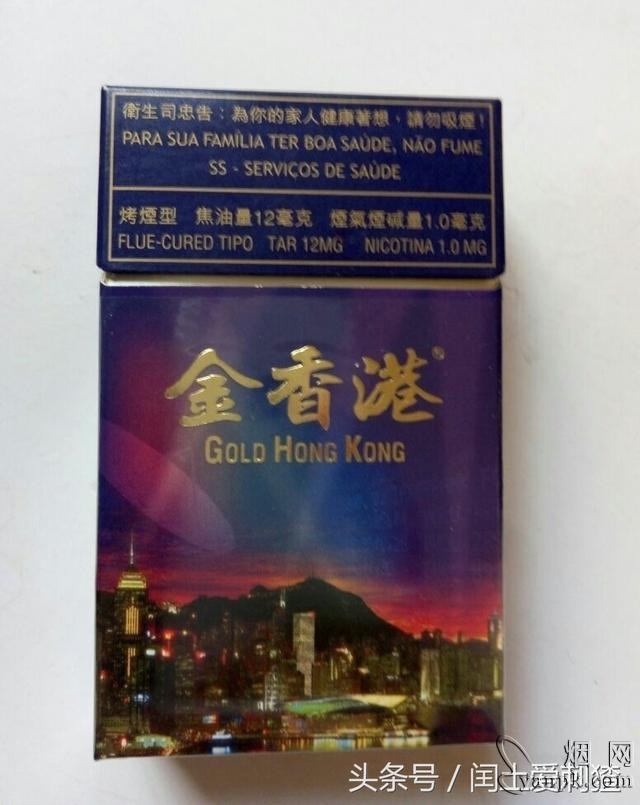 衛生司忠告：為你的家人健康著想，請勿吸煙！
PARA SUA FAMÍLIA TER BOA SAÚDE, NÃO FUME
SS - SERVIÇOS DE SAÚDE
烤煙型 焦油量12毫克 煙氣煙碱量1.0毫克
FLUE-CURED TIPO TAR 12MG NICOTINA 1.0 MG
金香港®
GOLD HONG KONG
烟网
头条号 / 闰土爱刺猹